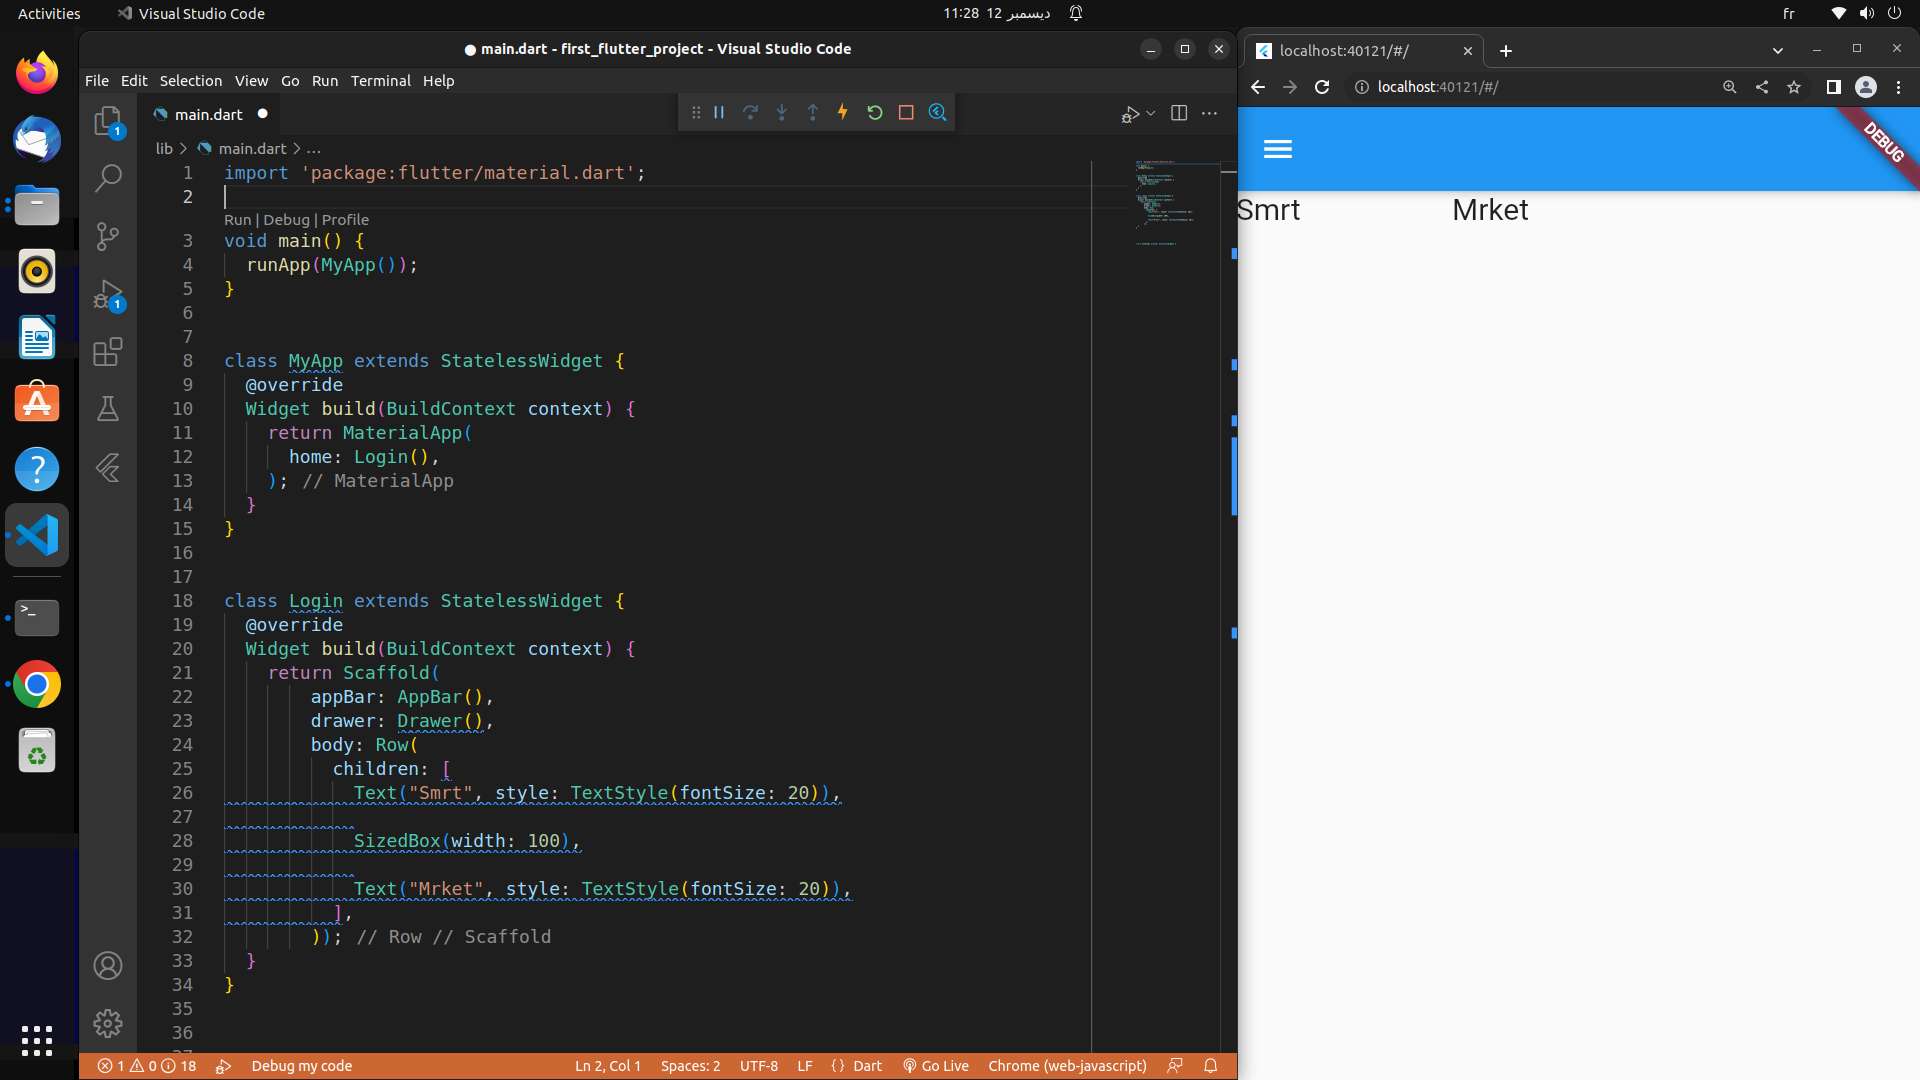 Activities
Visual Studio Code
11:28 12 ديسمبر
fr
● main.dart - first_flutter_project - Visual Studio Code
File Edit Selection View Go Run Terminal Help
main.dart
lib > main.dart > ...
1 import 'package:flutter/material.dart';
2
Run | Debug | Profile
3 void main() {
4 runApp(MyApp());
5 }
6
7
8 class MyApp extends StatelessWidget {
9 @override
10 Widget build(BuildContext context) {
11 return MaterialApp(
12 home: Login(),
13 ); // MaterialApp
14 }
15 }
16
17
18 class Login extends StatelessWidget {
19 @override
20 Widget build(BuildContext context) {
21 return Scaffold(
22 appBar: AppBar(),
23 drawer: Drawer(),
24 body: Row(
25 children: [
26 Text("Smrt", style: TextStyle(fontSize: 20)),
27
28 SizedBox(width: 100),
29
30 Text("Mrket", style: TextStyle(fontSize: 20)),
31 ],
32 )); // Row // Scaffold
33 }
34 }
35
36
1
1
1 0 18
Debug my code
Ln 2, Col 1
Spaces: 2
UTF-8
LF
{ } Dart
Go Live
Chrome (web-javascript)
localhost:40121/#/
localhost:40121/#/
DEBUG
Smrt
Mrket